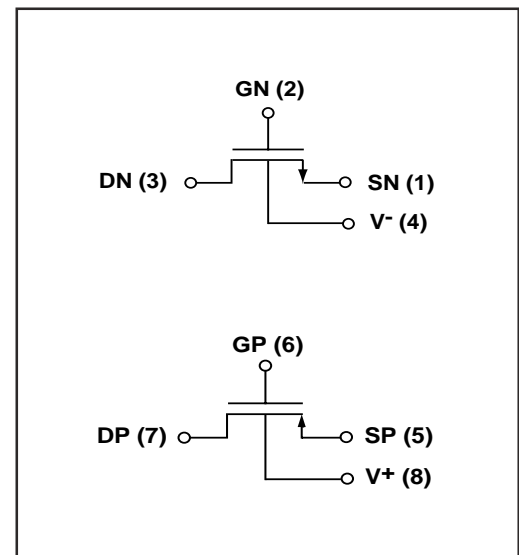 GN (2)
DN (3)
SN (1)
V- (4)
GP (6)
DP (7)
SP (5)
V+ (8)